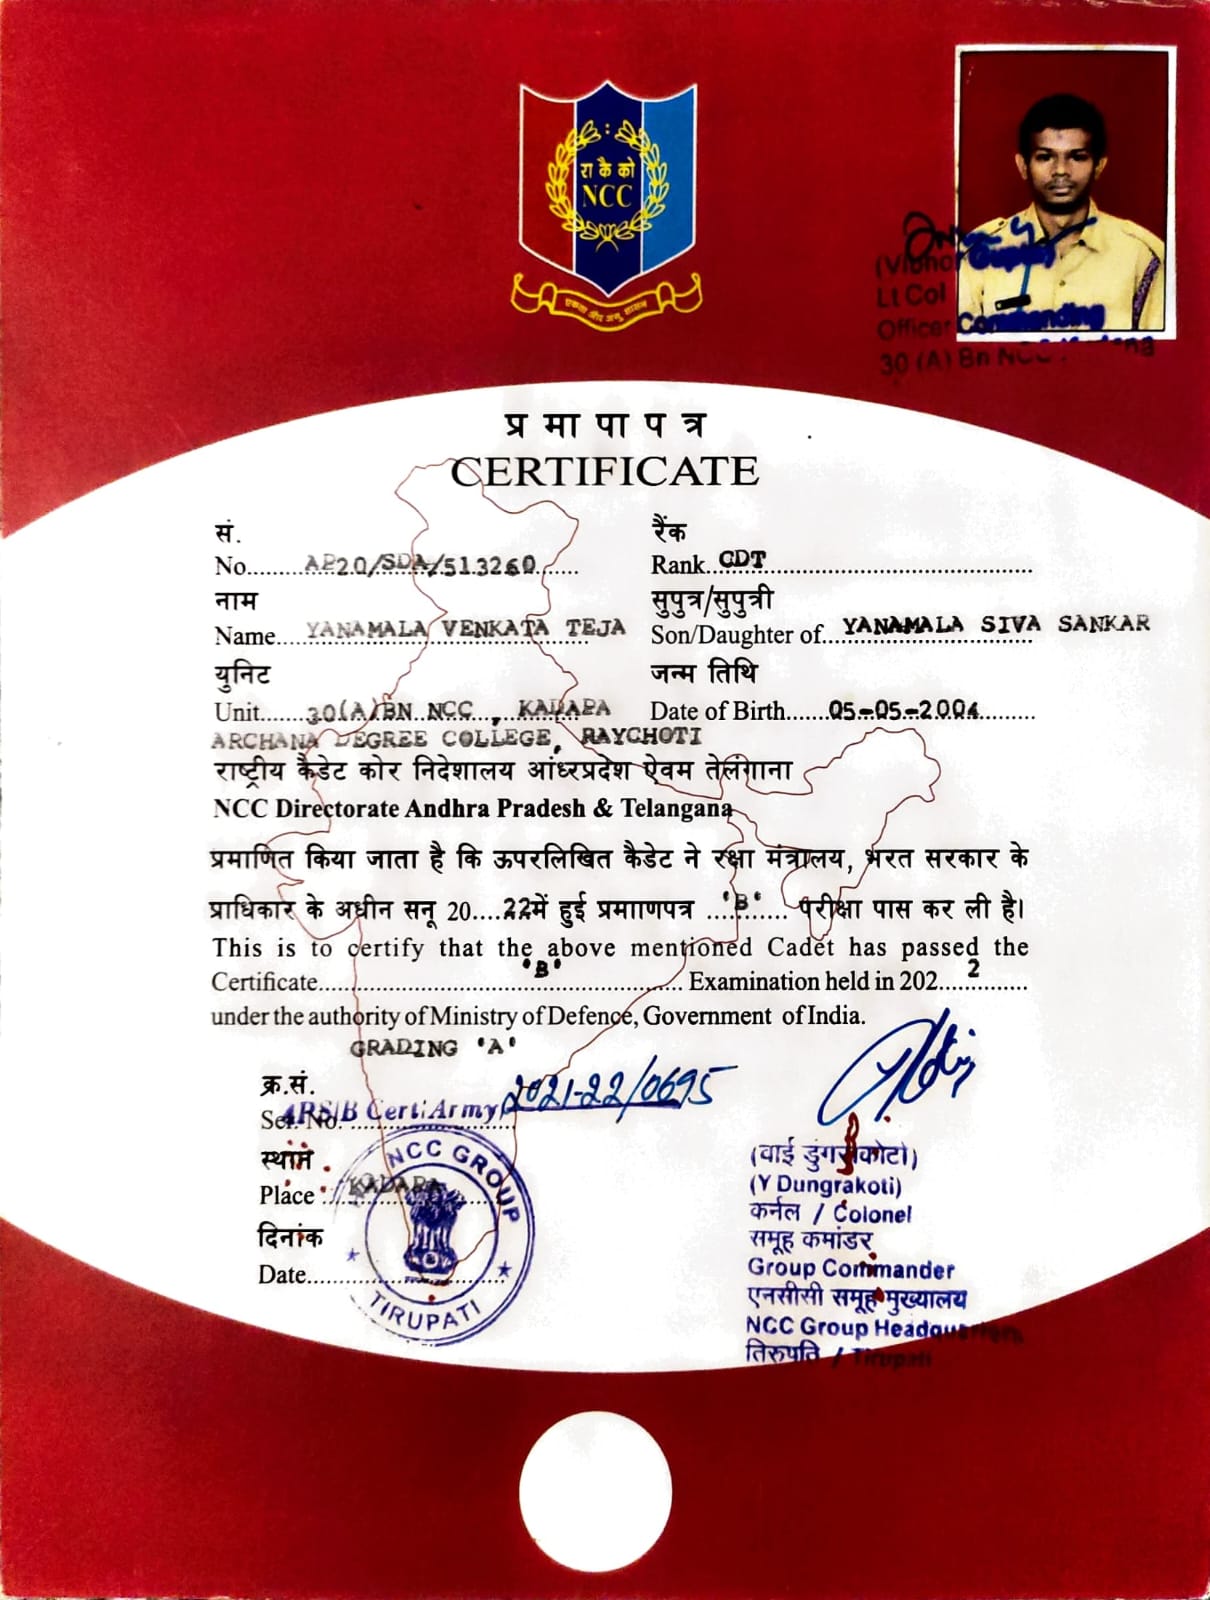 रा कै को
NCC
एकता और अनुशासन
Lt Col
Officer Commanding
30 (A) Bn NCC
प्रमापापत्र
CERTIFICATE
सं.
No.........AP20/SDA/513260.......
रैंक
Rank..CDT..........................................
नाम
Name....YANAMALA VENKATA TEJA
सुपुत्र/सुपुत्री
Son/Daughter of...YANAMALA SIVA SANKAR
युनिट
Unit.......30(A)BN NCC , KADAPA
ARCHANA DEGREE COLLEGE, RAYCHOTI
जन्म तिथि
Date of Birth.......05-05-2004.........
राष्ट्रीय कैडेट कोर निदेशालय आंध्रप्रदेश ऐवम तेलंगाना
NCC Directorate Andhra Pradesh & Telangana
प्रमाणित किया जाता है कि ऊपरलिखित कैडेट ने रक्षा मंत्रालय, भरत सरकार के
प्राधिकार के अधीन सनू 20....22में हुई प्रमााणपत्र ....'B'.... परीक्षा पास कर ली है।
This is to certify that the above mentioned Cadet has passed the
Certificate..............................'B'.................. Examination held in 202....2........
under the authority of Ministry of Defence, Government of India.
GRADING 'A'
क्र.सं.
Ser. No. APS/B Cert/Army/2021-22/0695
स्थान
Place : KADAPA
दिनांक
Date..............................
NCC GROUP
TIRUPATI
(वाई डुंगराकोटी)
(Y Dungrakoti)
कर्नल / Colonel
समूह कमांडर
Group Commander
एनसीसी समूह मुख्यालय
NCC Group Headquarters
तिरुपति / Tirupati